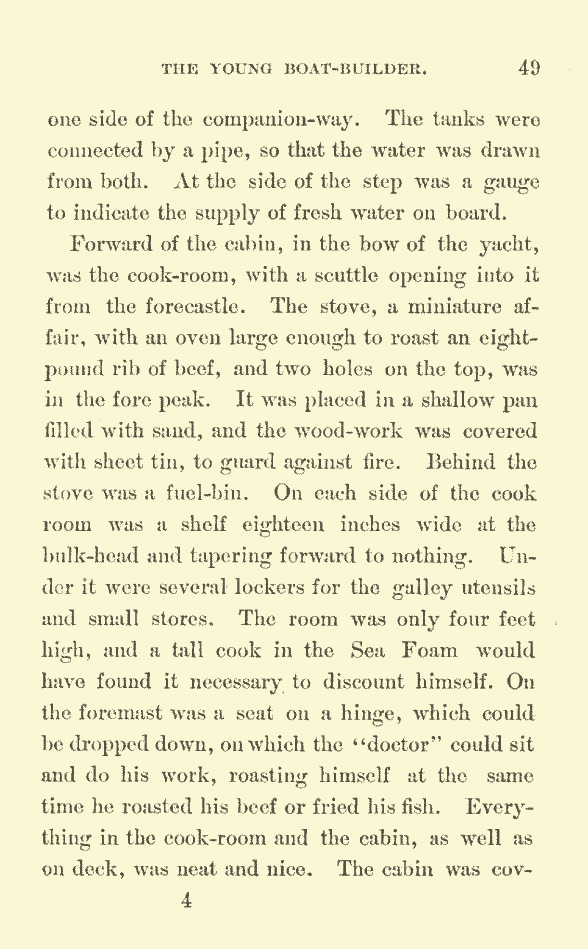 THE YOUNG BOAT-BUILDER. 49
one side of the companion-way. The tanks were
connected by a pipe, so that the water was drawn
from both. At the side of the step was a gauge
to indicate the supply of fresh water on board.
Forward of the cabin, in the bow of the yacht,
was the cook-room, with a scuttle opening into it
from the forecastle. The stove, a miniature af-
fair, with an oven large enough to roast an eight-
pound rib of beef, and two holes on the top, was
in the fore peak. It was placed in a shallow pan
filled with sand, and the wood-work was covered
with sheet tin, to guard against fire. Behind the
stove was a fuel-bin. On each side of the cook
room was a shelf eighteen inches wide at the
bulk-head and tapering forward to nothing. Un-
der it were several lockers for the galley utensils
and small stores. The room was only four feet
high, and a tall cook in the Sea Foam would
have found it necessary to discount himself. On
the foremast was a seat on a hinge, which could
be dropped down, on which the "doctor" could sit
and do his work, roasting himself at the same
time he roasted his beef or fried his fish. Every-
thing in the cook-room and the cabin, as well as
on deck, was neat and nice. The cabin was cov-
4